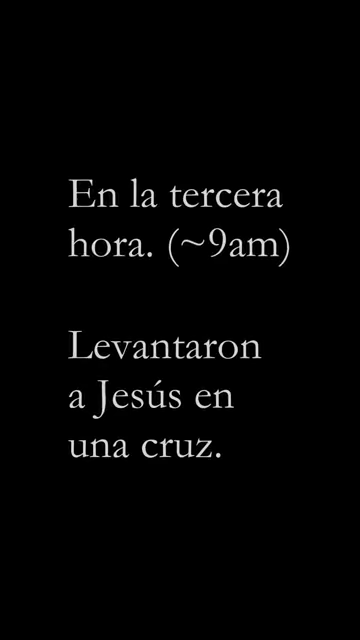 En la tercera
hora. (~9am)
Levantaron
a Jesús en
una cruz.